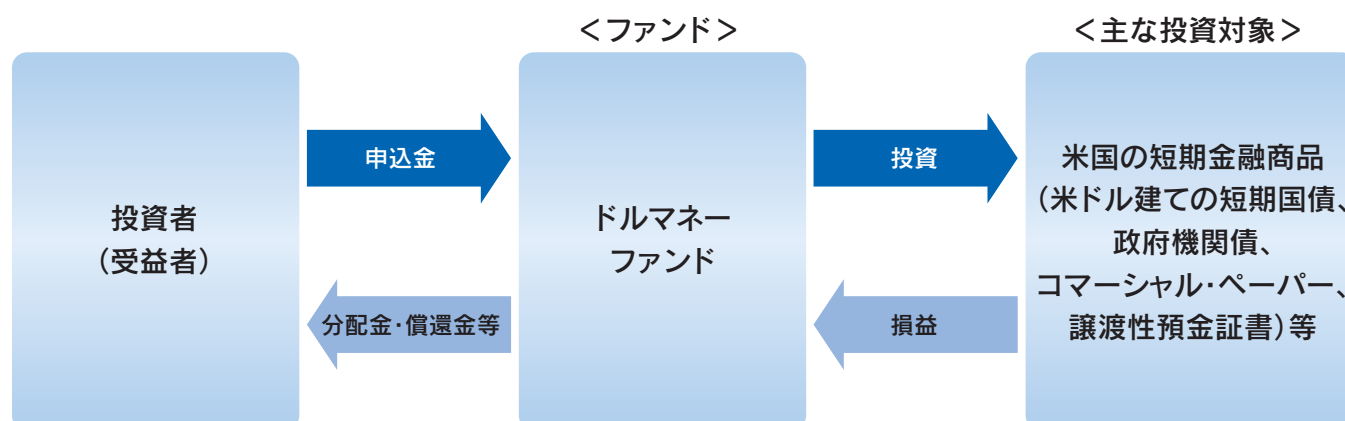 <ファンド>
<主な投資対象>
投資者
(受益者)
申込金
分配金・償還金等
ドルマネー
ファンド
投資
損益
米国の短期金融商品
(米ドル建ての短期国債、
政府機関債、
コマーシャル・ペーパー、
譲渡性預金証書)等